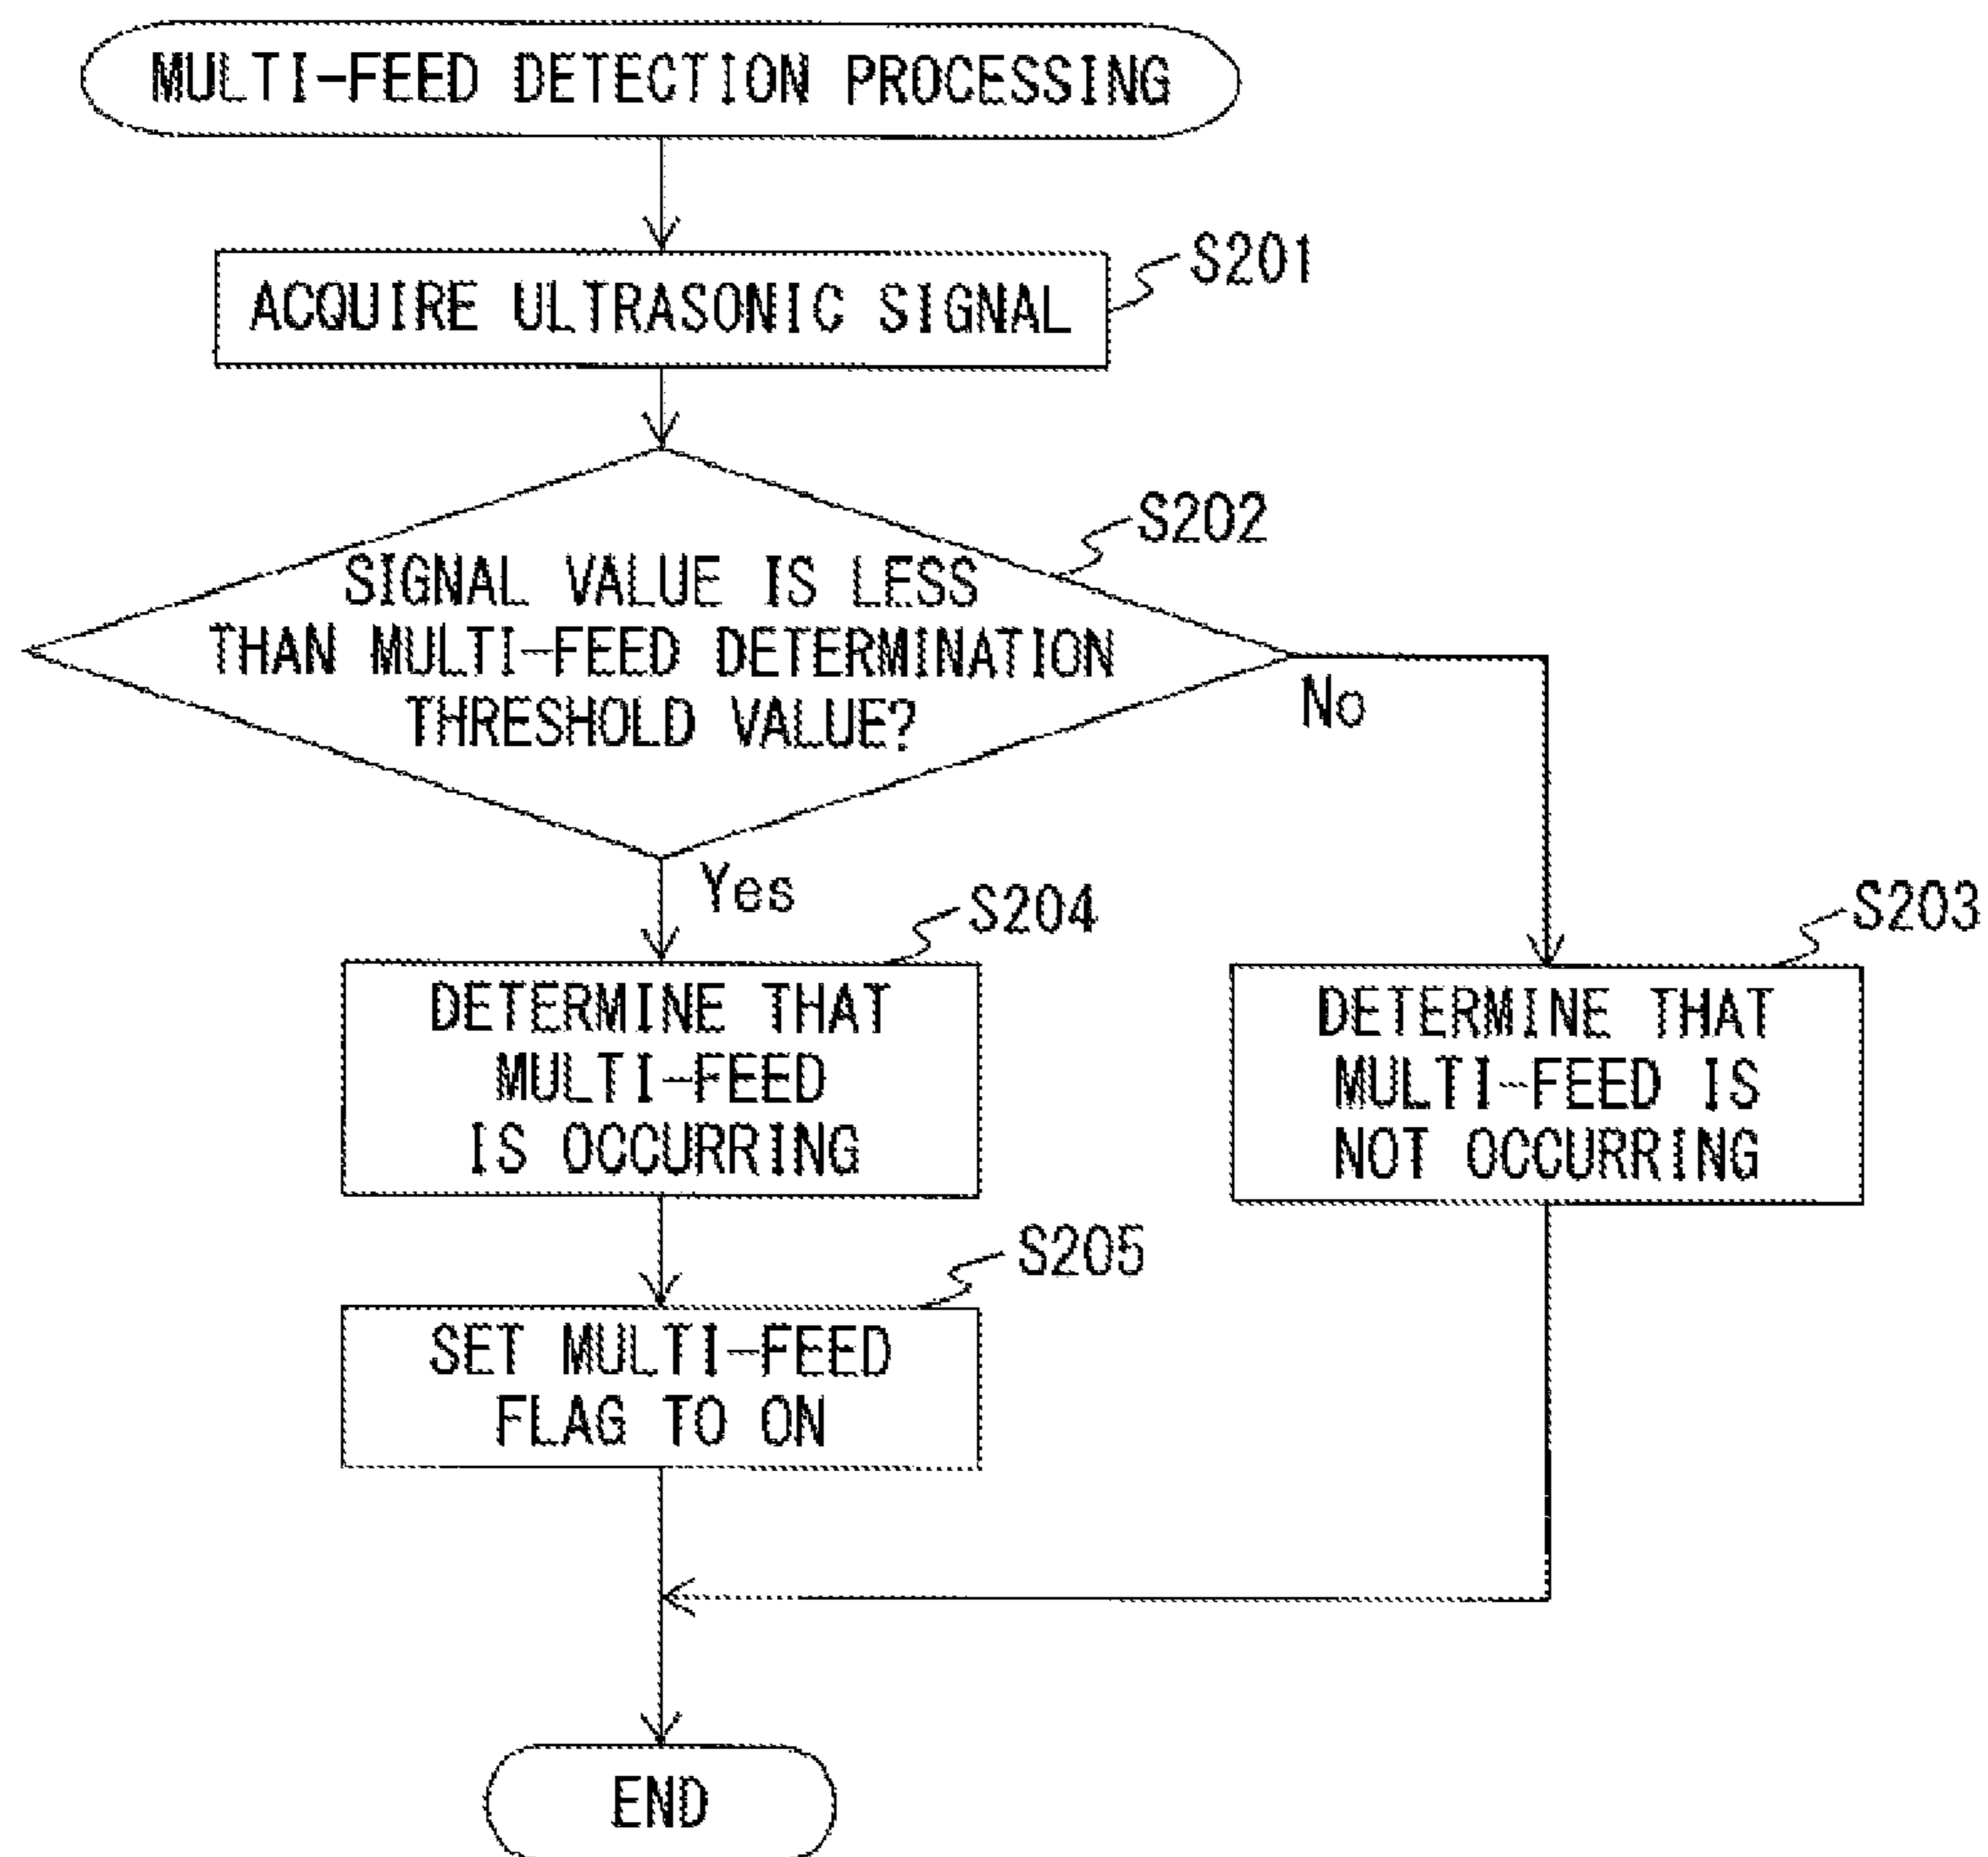 MULTI-FEED DETECTION PROCESSING
S201
ACQUIRE ULTRASONIC SIGNAL
S202
SIGNAL VALUE IS LESS
THAN MULTI-FEED DETERMINATION
THRESHOLD VALUE?
No
Yes
S204
DETERMINE THAT
MULTI-FEED
IS OCCURRING
S203
DETERMINE THAT
MULTI-FEED IS
NOT OCCURRING
S205
SET MULTI-FEED
FLAG TO ON
END